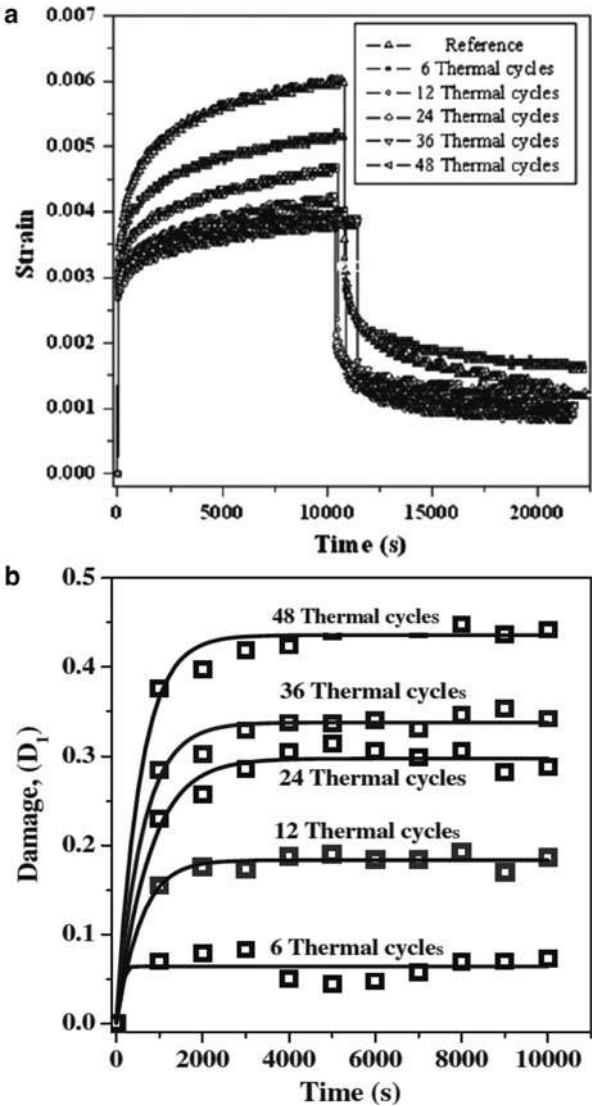 a
0.007
0.006
0.005
0.004
0.003
0.002
0.001
0.000
Strain
Reference
6 Thermal cycles
12 Thermal cycles
24 Thermal cycles
36 Thermal cycles
48 Thermal cycles
0 5000 10000 15000 20000
Time (s)
b
0.5
0.4
0.3
0.2
0.1
0.0
Damage, (D1)
48 Thermal cycles
36 Thermal cycles
24 Thermal cycles
12 Thermal cycles
6 Thermal cycles
0 2000 4000 6000 8000 10000
Time (s)